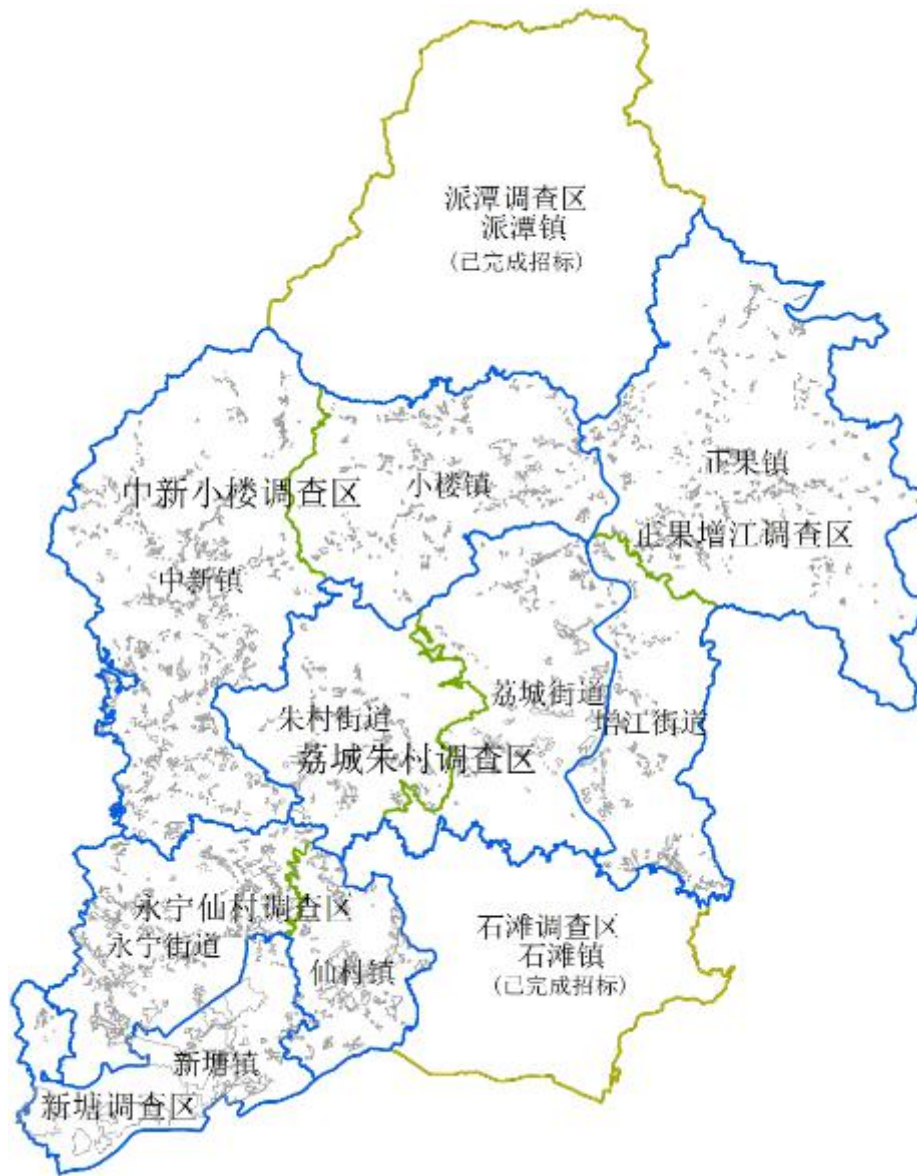 派潭调查区
派潭镇
(已完成招标)
正果镇
小楼镇
中新小楼调查区
正果增江调查区
中新镇
荔城街道
朱村街道
增江街道
荔城朱村调查区
永宁仙村调查区
石滩调查区
永宁街道
石滩镇
仙村镇
(已完成招标)
新塘镇
新塘调查区